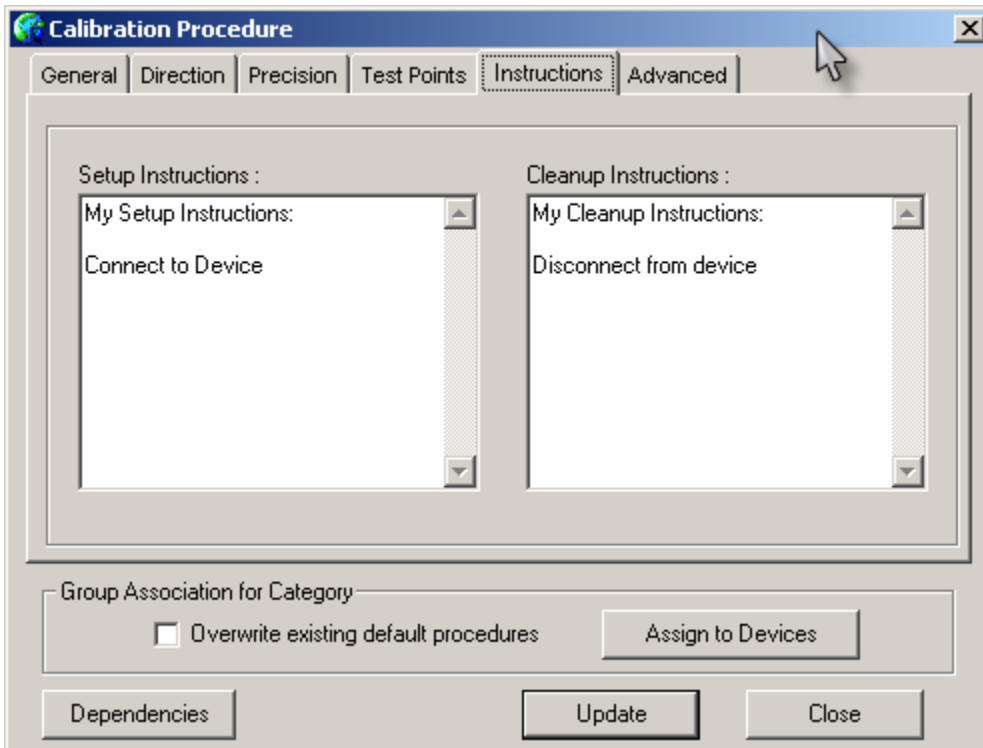 Calibration Procedure
General Direction Precision Test Points Instructions Advanced
Setup Instructions :
My Setup Instructions:
Connect to Device
Cleanup Instructions :
My Cleanup Instructions:
Disconnect from device
Group Association for Category
Overwrite existing default procedures
Assign to Devices
Dependencies
Update
Close